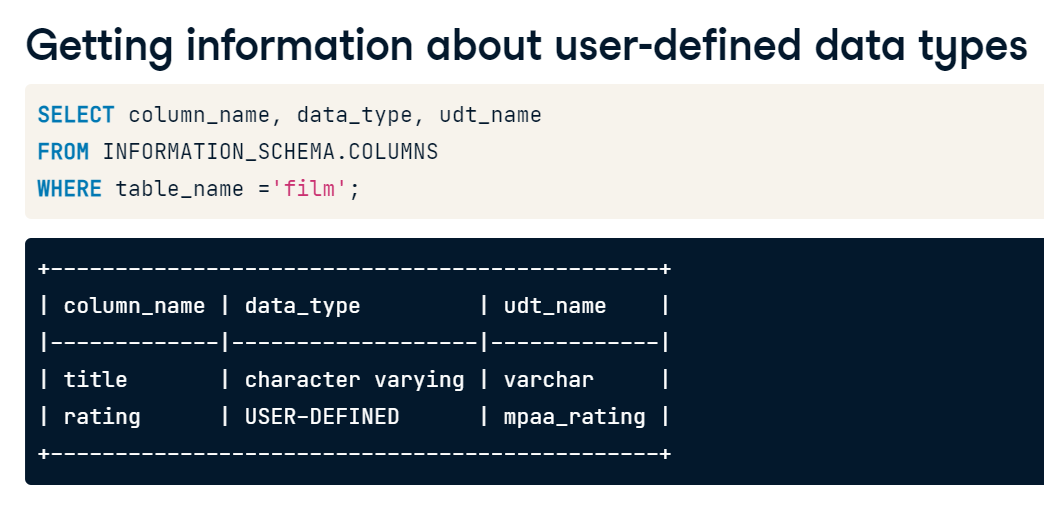 Getting information about user-defined data types
SELECT column_name, data_type, udt_name
FROM INFORMATION_SCHEMA.COLUMNS
WHERE table_name ='film';
+-----------------------------------------------+
| column_name | data_type         | udt_name    |
|-------------|-------------------|-------------|
| title       | character varying | varchar     |
| rating      | USER-DEFINED      | mpaa_rating |
+-----------------------------------------------+